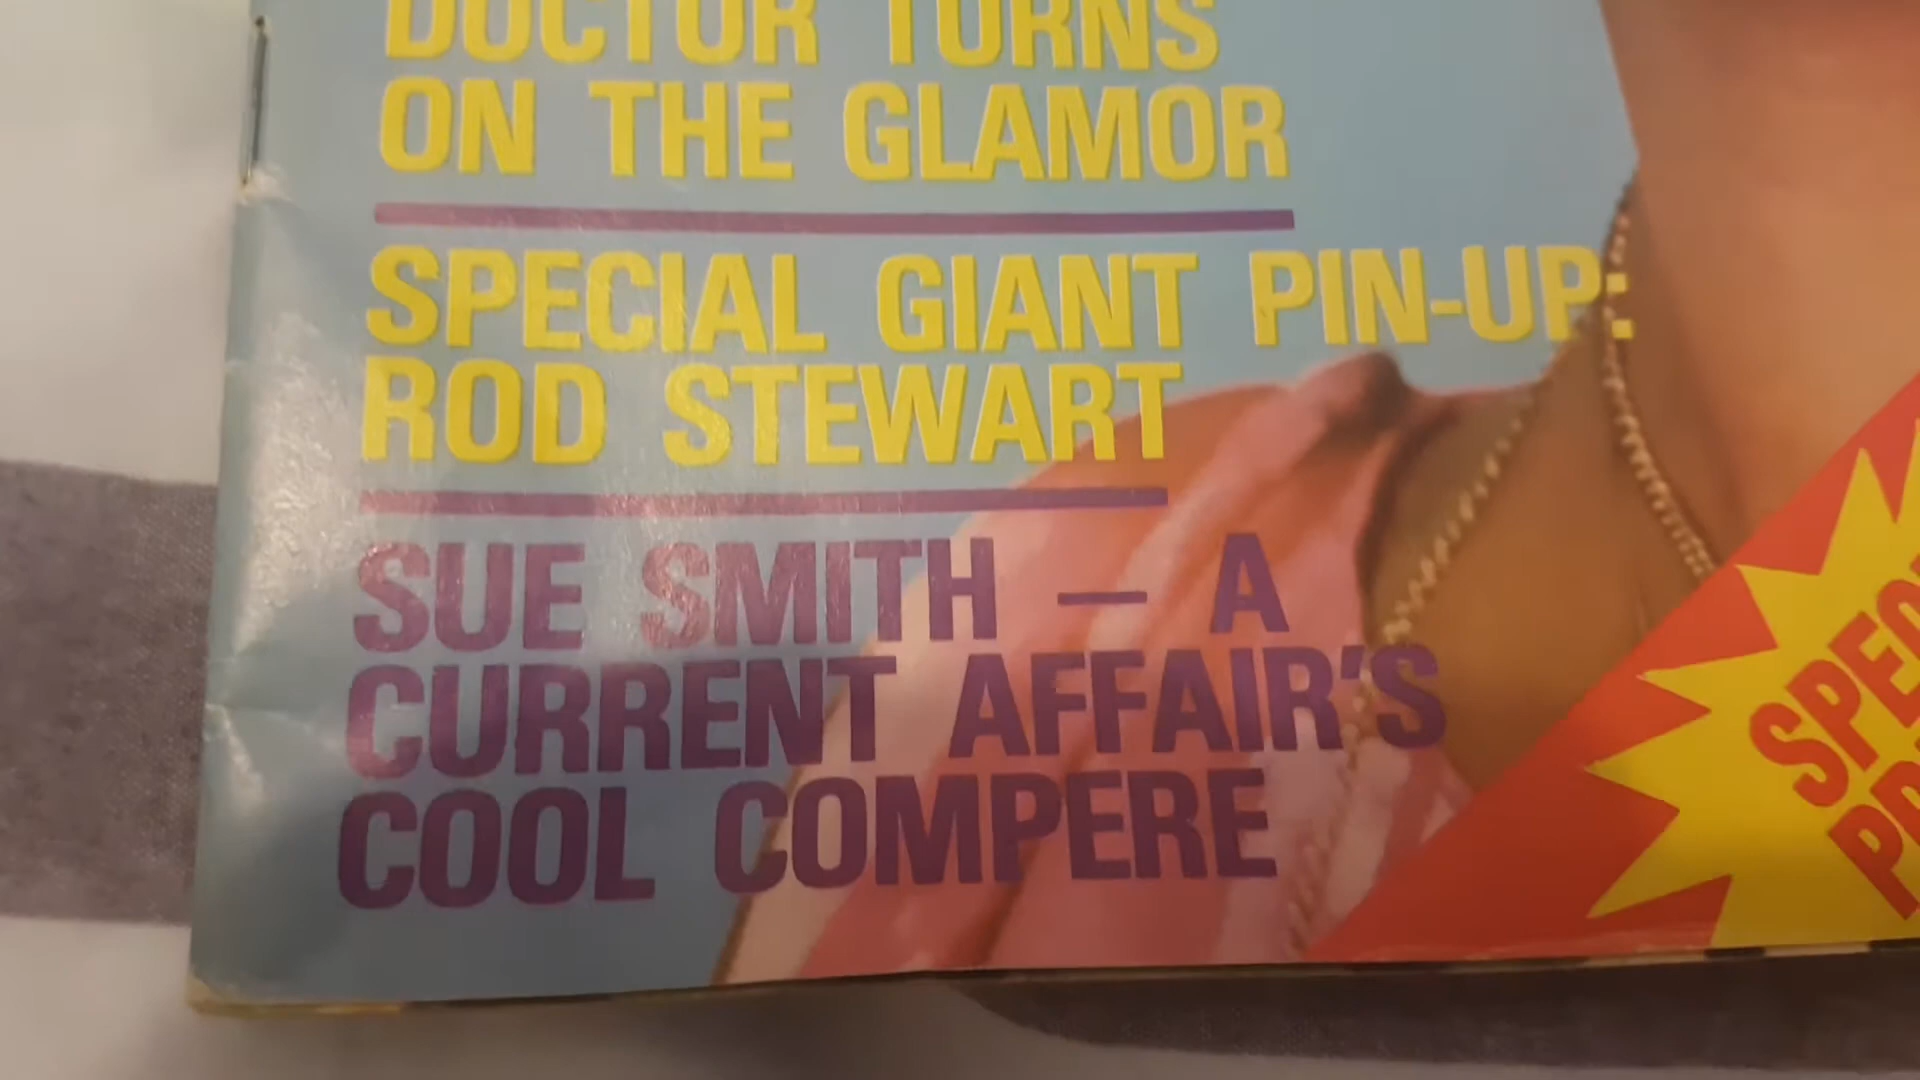 DOCTOR TURNS
ON THE GLAMOR
SPECIAL GIANT PIN-UP:
ROD STEWART
SUE SMITH — A
CURRENT AFFAIR'S
COOL COMPERE